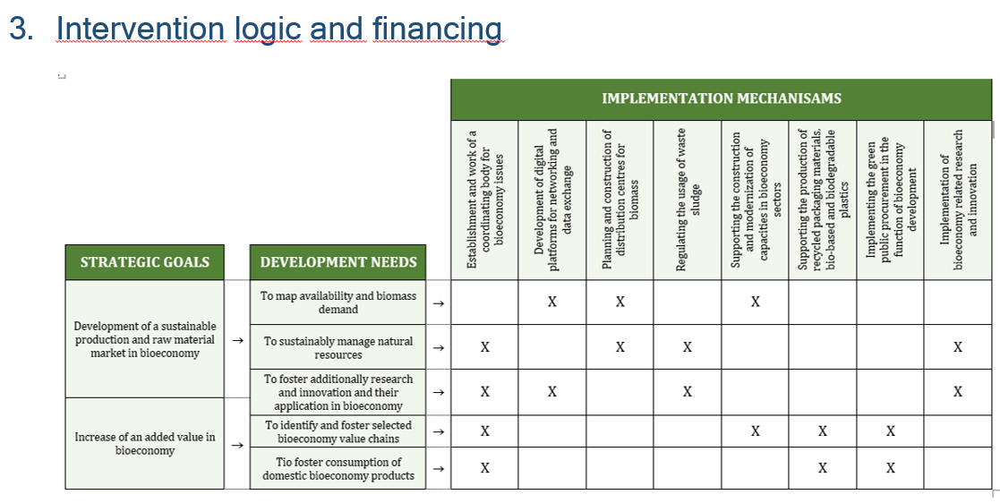 3. Intervention logic and financing
IMPLEMENTATION MECHANISAMS
Establishment and work of a
coordinating body for
bioeconomy issues
Development of digital
platforms for networking and
data exchange
Planning and construction of
distribution centres for
biomass
Regulating the usage of waste
sludge
Supporting the construction
and modernization of
capacities in bioeconomy
sectors
Supporting the production of
recycled packaging materials.
bio-based and biodegradable
plastics
Implementing the green
public procurement in the
function of bioeconomy
development
Implementation of
bioeconomy related research
and innovation
STRATEGIC GOALS
DEVELOPMENT NEEDS
Development of a sustainable
production and raw material
market in bioeconomy
→
To map availability and biomass
demand
→ X X X
To sustainably manage natural
resources
→ X X X X
To foster additionally research
and innovation and their
application in bioeconomy
→ X X X X
Increase of an added value in
bioeconomy
→
To identify and foster selected
bioeconomy value chains
→ X X X X
Tio foster consumption of
domestic bioeconomy products
→ X X X